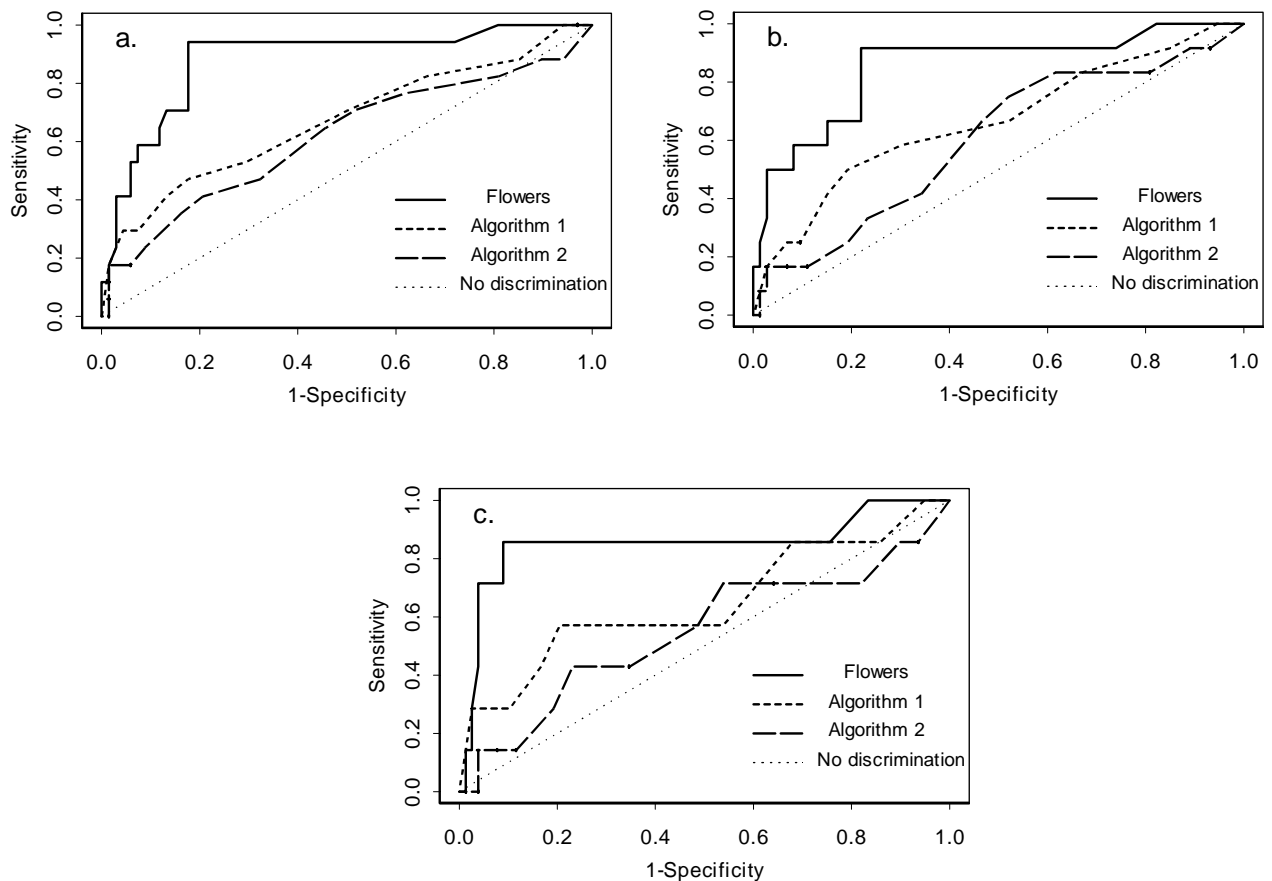 a.
Sensitivity
1.0
0.8
0.6
0.4
0.2
0.0
Flowers
Algorithm 1
Algorithm 2
No discrimination
0.0 0.2 0.4 0.6 0.8 1.0
1-Specificity
b.
Sensitivity
1.0
0.8
0.6
0.4
0.2
0.0
Flowers
Algorithm 1
Algorithm 2
No discrimination
0.0 0.2 0.4 0.6 0.8 1.0
1-Specificity
c.
Sensitivity
1.0
0.8
0.6
0.4
0.2
0.0
Flowers
Algorithm 1
Algorithm 2
No discrimination
0.0 0.2 0.4 0.6 0.8 1.0
1-Specificity